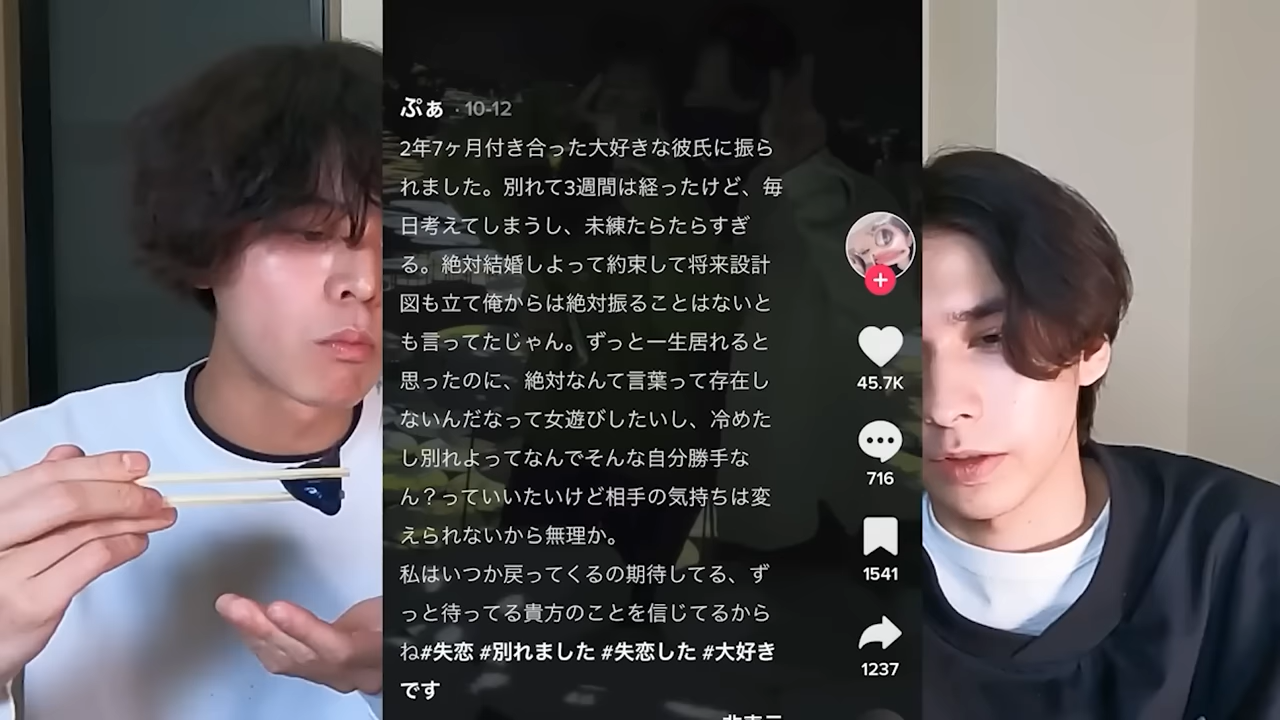 ぷぁ · 10-12
2年7ヶ月付き合った大好きな彼氏に振ら
れました。別れて3週間は経ったけど、毎
日考えてしまうし、未練たらたらすぎ
る。絶対結婚しよって約束して将来設計
図も立て俺からは絶対振ることはないと
も言ってたじゃん。ずっと一生居れると
思ったのに、絶対なんて言葉って存在し
ないんだなって女遊びしたいし、冷めた
し別れよってなんでそんな自分勝手な
ん？っていいたいけど相手の気持ちは変
えられないから無理か。
私はいつか戻ってくるの期待してる、ず
っと待ってる貴方のことを信じてるから
ね#失恋 #別れました #失恋した #大好き
です
45.7K
716
1541
1237